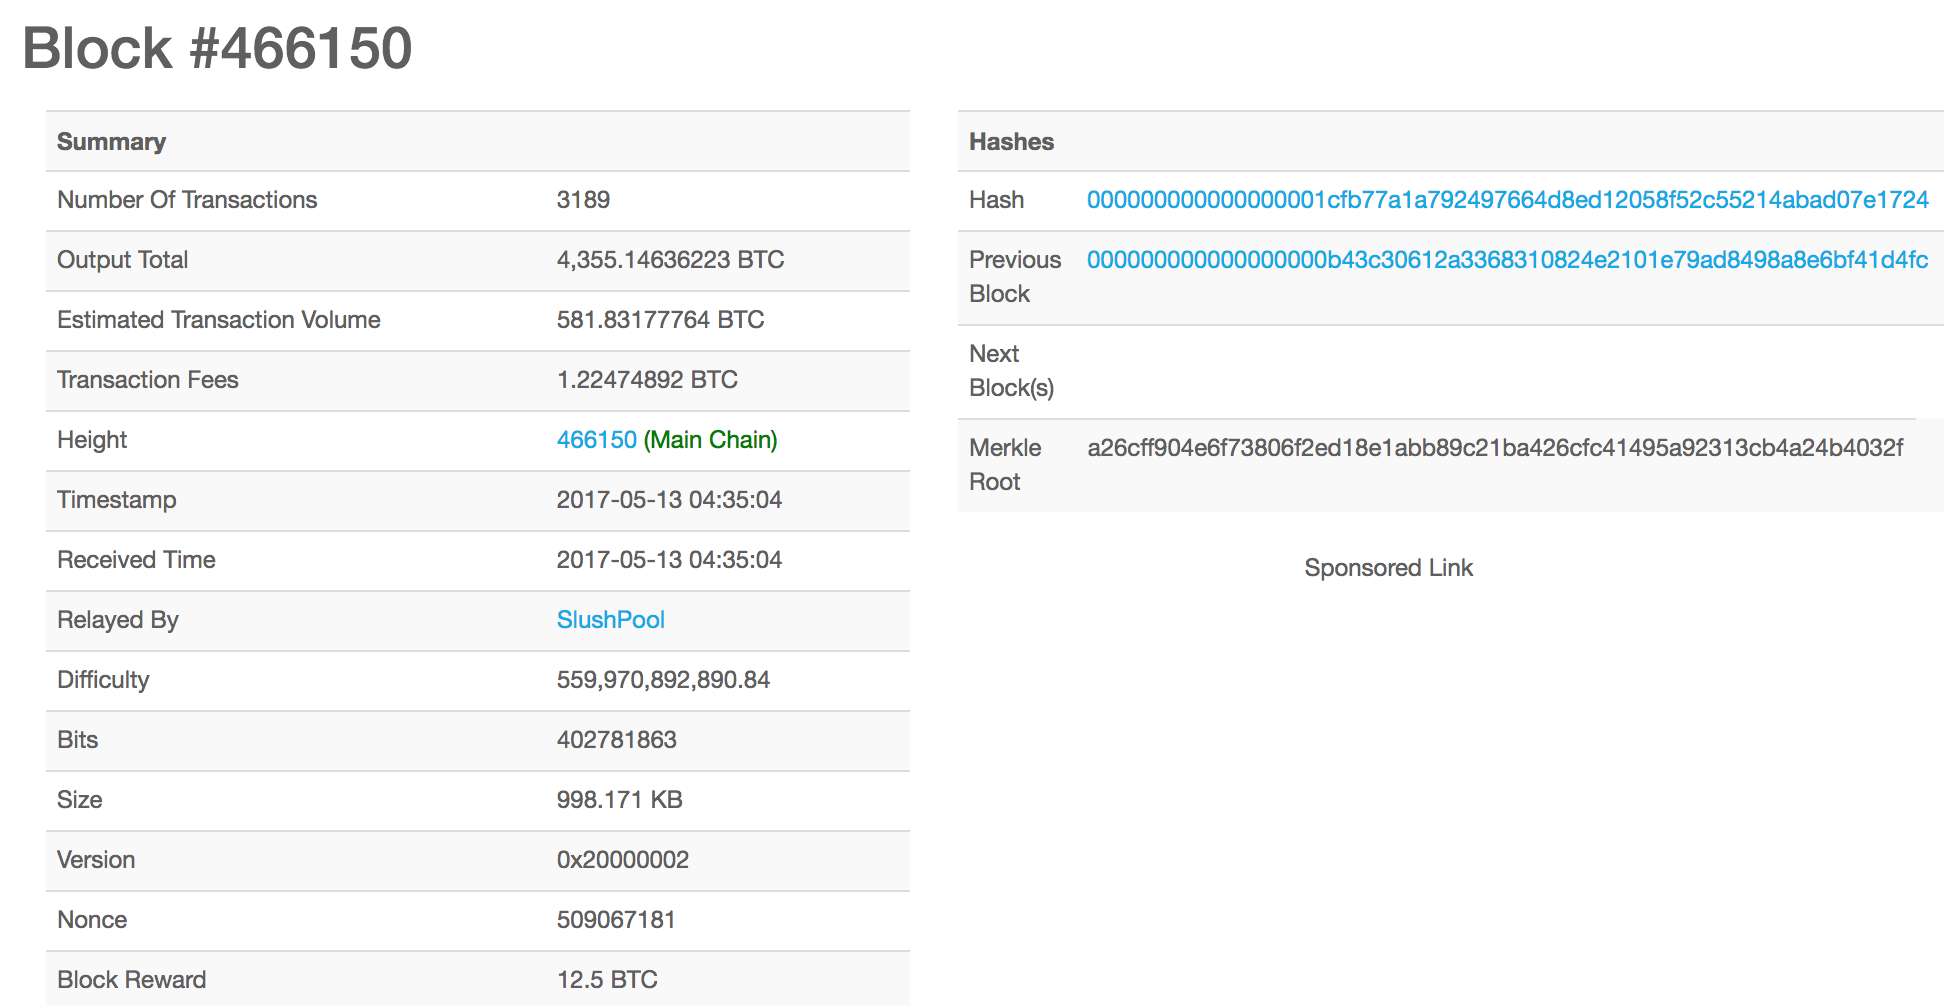 Block #466150
Summary
Number Of Transactions 3189
Output Total 4,355.14636223 BTC
Estimated Transaction Volume 581.83177764 BTC
Transaction Fees 1.22474892 BTC
Height 466150 (Main Chain)
Timestamp 2017-05-13 04:35:04
Received Time 2017-05-13 04:35:04
Relayed By SlushPool
Difficulty 559,970,892,890.84
Bits 402781863
Size 998.171 KB
Version 0x20000002
Nonce 509067181
Block Reward 12.5 BTC
Hashes
Hash 000000000000000001cfb77a1a792497664d8ed12058f52c55214abad07e1724
Previous 000000000000000000b43c30612a3368310824e2101e79ad8498a8e6bf41d4fc
Block
Next
Block(s)
Merkle a26cff904e6f73806f2ed18e1abb89c21ba426cfc41495a92313cb4a24b4032f
Root
Sponsored Link